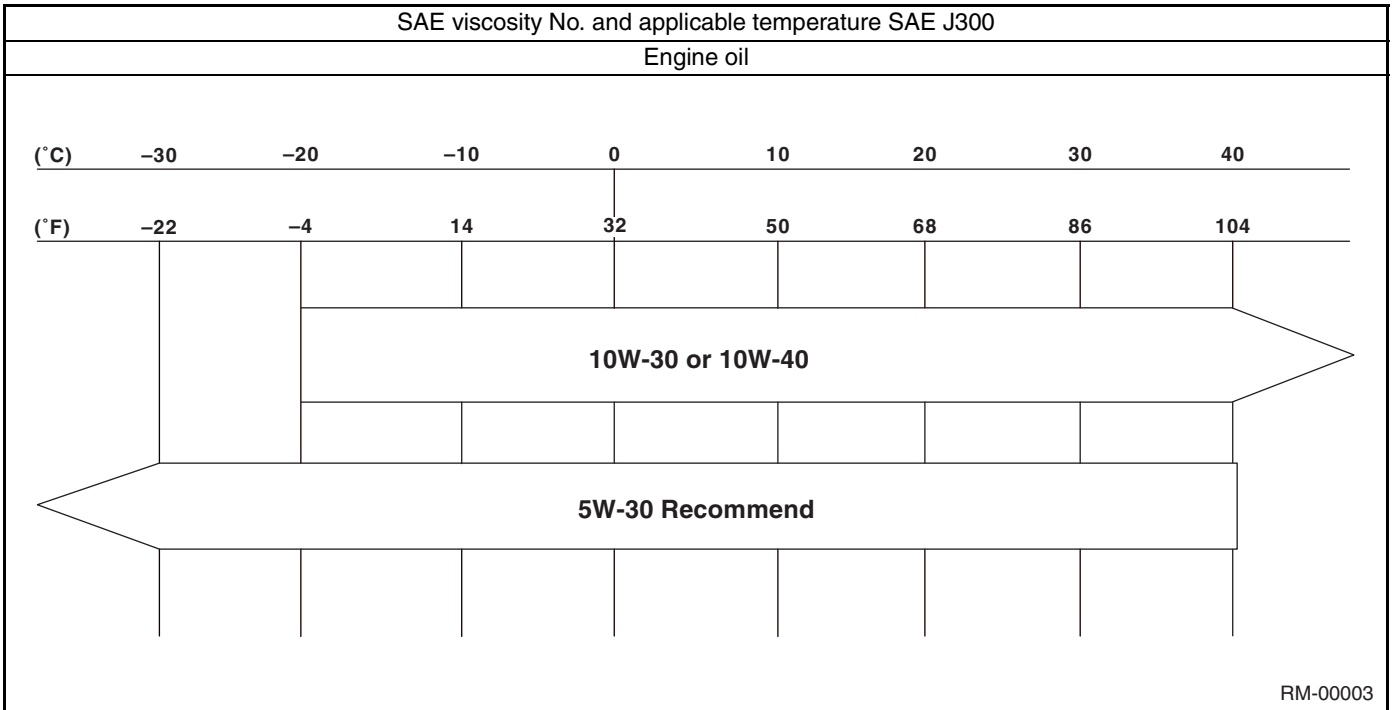 SAE viscosity No. and applicable temperature SAE J300
Engine oil
(˚C) –30 –20 –10 0 10 20 30 40
(˚F) –22 –4 14 32 50 68 86 104
10W-30 or 10W-40
5W-30 Recommend
RM-00003